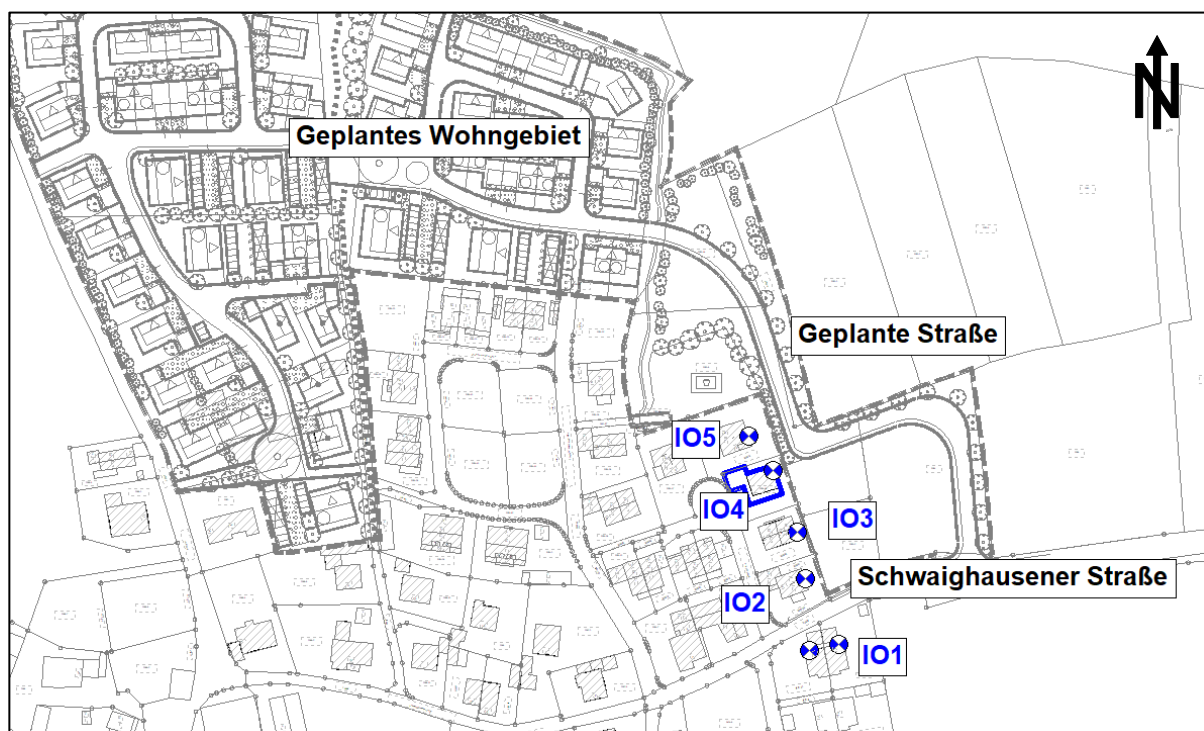 N
Geplantes Wohngebiet
Geplante Straße
IO5
IO4
IO3
Schwaighausener Straße
IO2
IO1